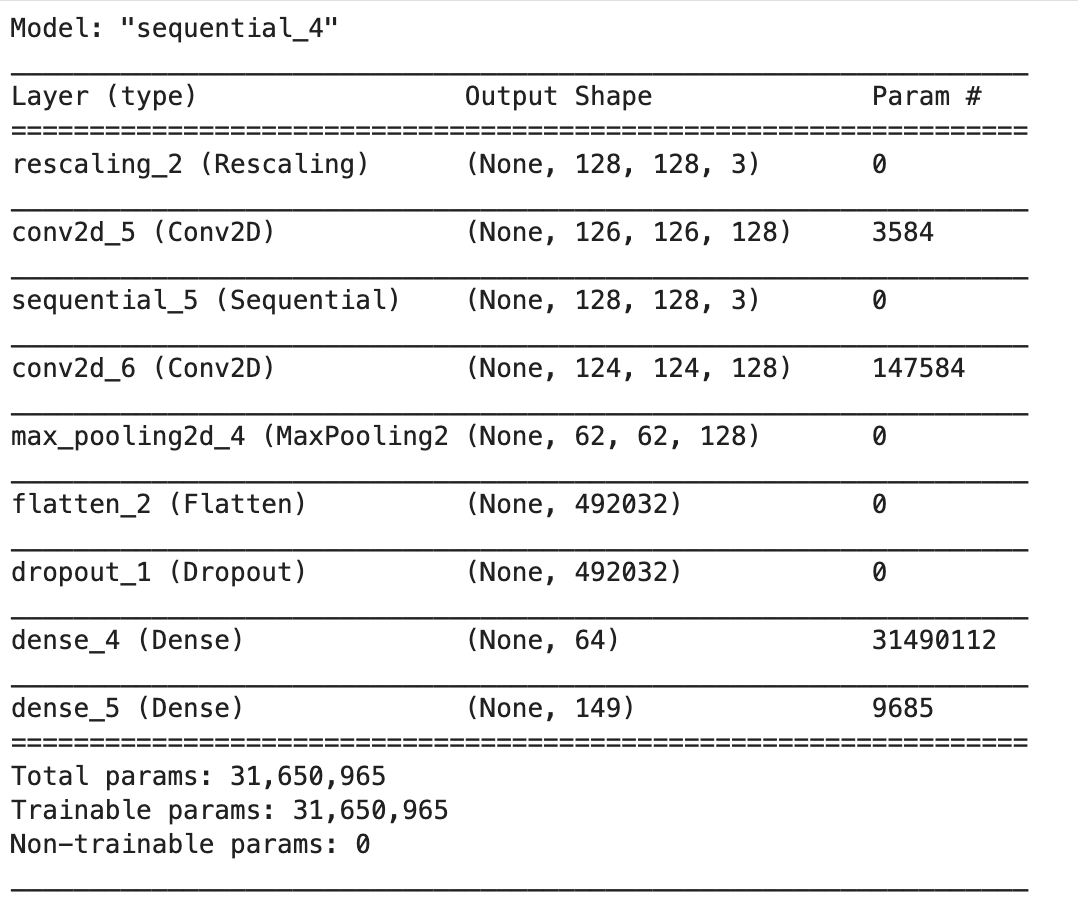 Model: "sequential_4"
Layer (type) Output Shape Param #
rescaling_2 (Rescaling) (None, 128, 128, 3) 0
conv2d_5 (Conv2D) (None, 126, 126, 128) 3584
sequential_5 (Sequential) (None, 128, 128, 3) 0
conv2d_6 (Conv2D) (None, 124, 124, 128) 147584
max_pooling2d_4 (MaxPooling2 (None, 62, 62, 128) 0
flatten_2 (Flatten) (None, 492032) 0
dropout_1 (Dropout) (None, 492032) 0
dense_4 (Dense) (None, 64) 31490112
dense_5 (Dense) (None, 149) 9685
Total params: 31,650,965
Trainable params: 31,650,965
Non-trainable params: 0